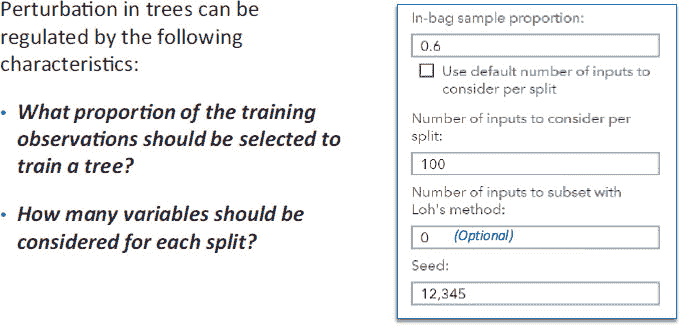 Perturbation in trees can be
regulated by the following
characteristics:
• What proportion of the training
observations should be selected to
train a tree?
• How many variables should be
considered for each split?
In-bag sample proportion:
0.6
Use default number of inputs to
consider per split
Number of inputs to consider per
split:
100
Number of inputs to subset with
Loh's method:
0 (Optional)
Seed:
12,345